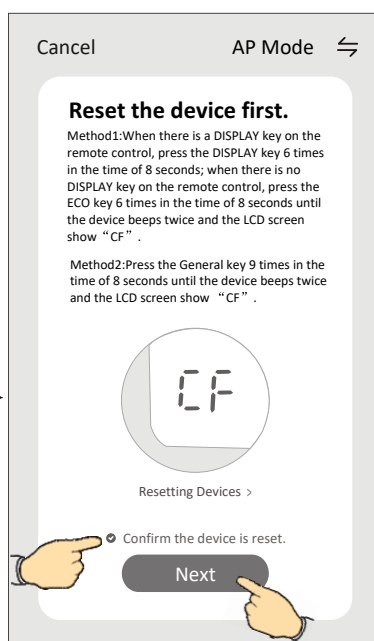 Cancel AP Mode
Reset the device first.
Method1:When there is a DISPLAY key on the
remote control, press the DISPLAY key 6 times
in the time of 8 seconds; when there is no
DISPLAY key on the remote control, press the
ECO key 6 times in the time of 8 seconds until
the device beeps twice and the LCD screen
show “CF”.
Method2:Press the General key 9 times in the
time of 8 seconds until the device beeps twice
and the LCD screen show “CF”.
CF
Resetting Devices >
Confirm the device is reset.
Next